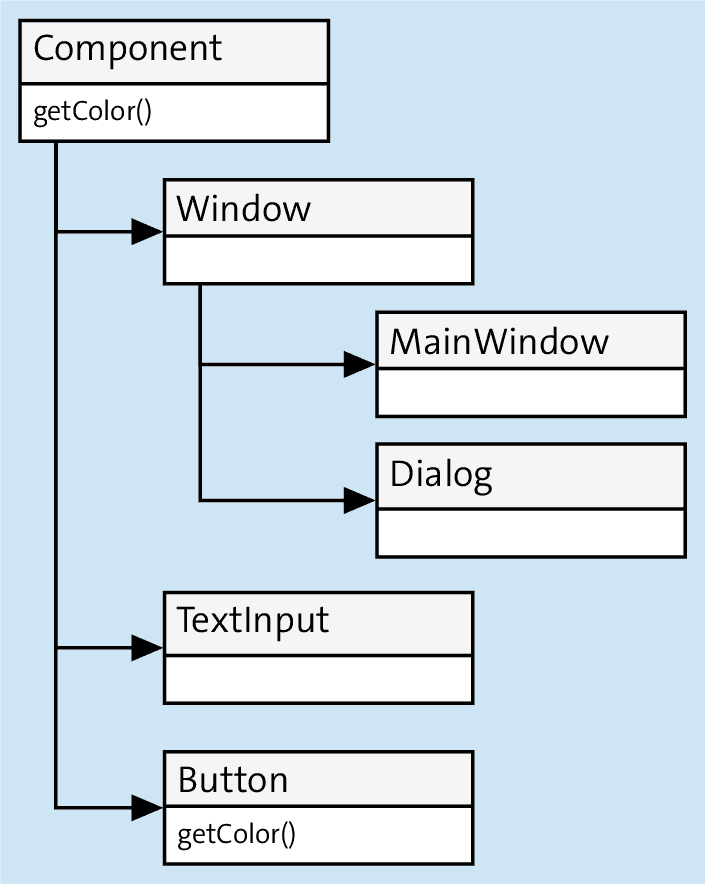 Component
getColor()
Window
MainWindow
Dialog
TextInput
Button
getColor()